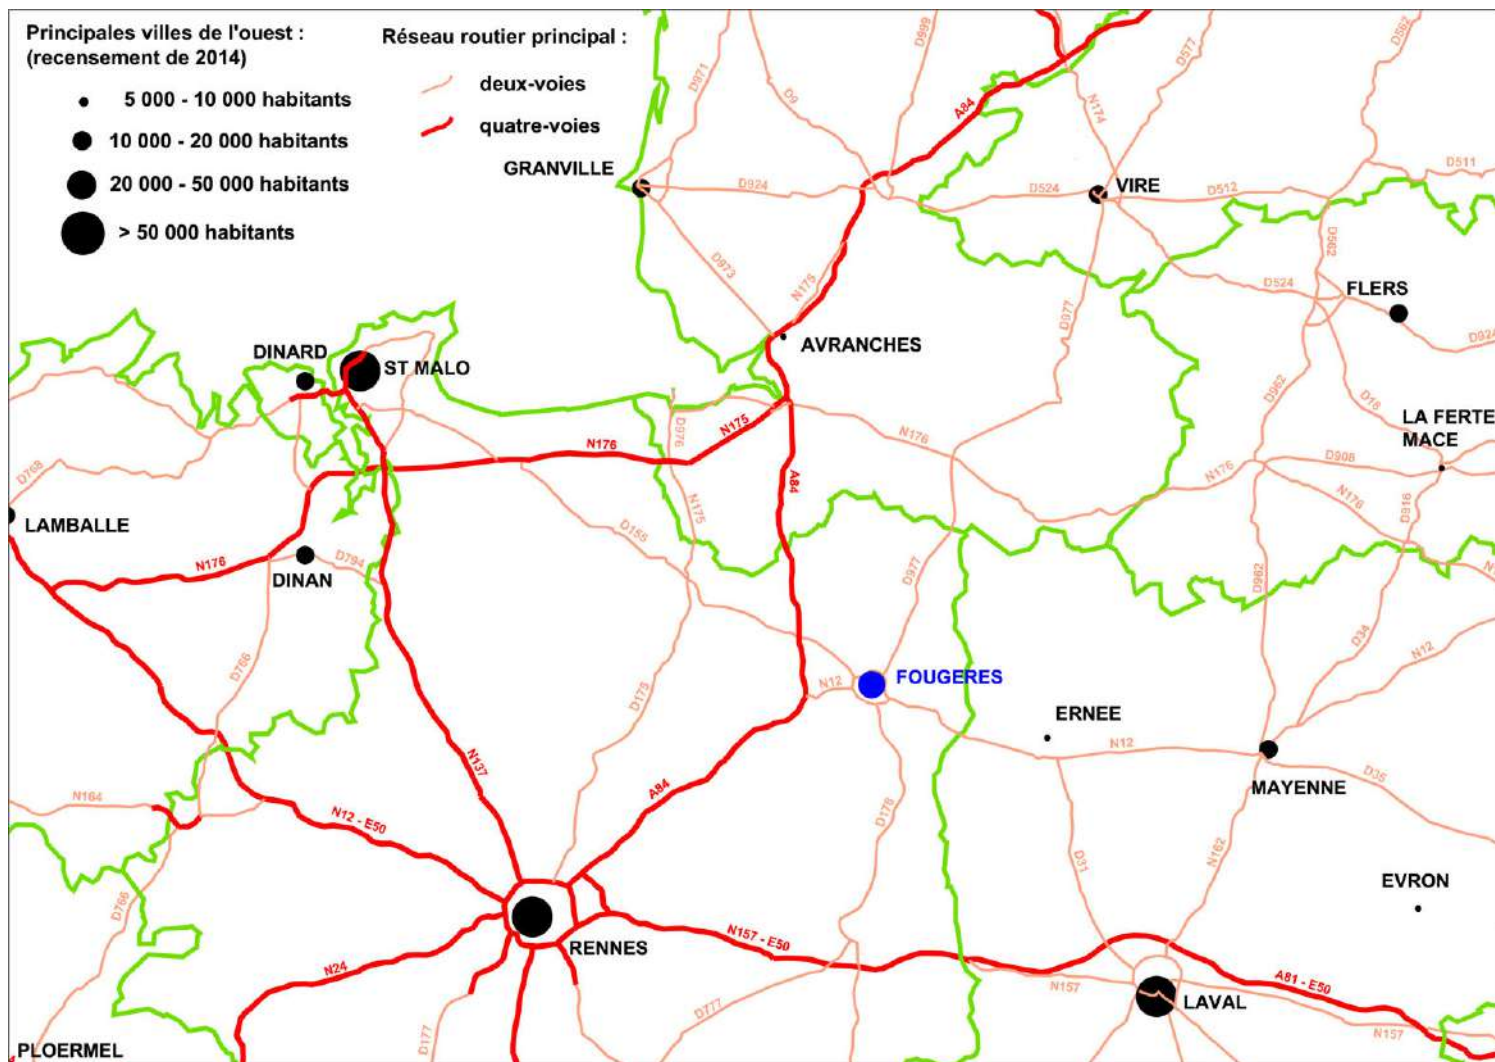 Principales villes de l'ouest :
(recensement de 2014)
5 000 - 10 000 habitants
10 000 - 20 000 habitants
20 000 - 50 000 habitants
> 50 000 habitants
Réseau routier principal :
deux-voies
quatre-voies
D971
D9
D999
A84
N174
D577
D562
D511
GRANVILLE
D924
D524
VIRE
D512
D973
N175
D977
D562
D524
FLERS
D924
AVRANCHES
DINARD
ST MALO
D962
D18
LA FERTE
MACE
D768
N176
D976
N175
A84
N176
N176
D908
N176
D916
LAMBALLE
N175
D155
N176
DINAN
D794
D977
D962
D34
N12
D766
D175
N12
FOUGERES
ERNEE
N12
MAYENNE
D35
N137
A84
N164
N12 - E50
D178
D31
N162
EVRON
D766
RENNES
N157 - E50
N24
D177
D777
N157
LAVAL
A81 - E50
N157
PLOERMEL